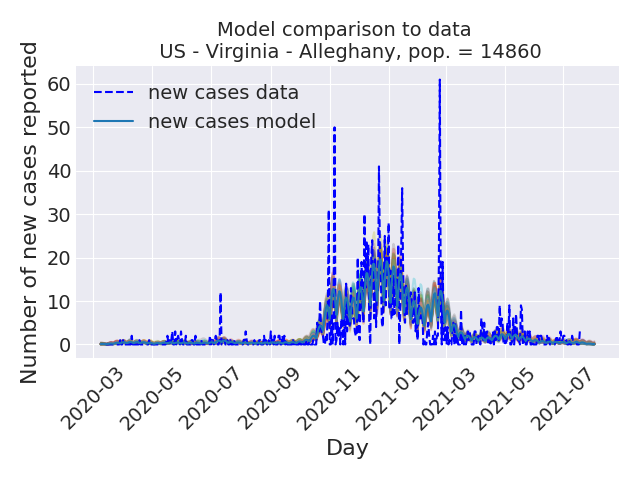 Model comparison to data
US - Virginia - Alleghany, pop. = 14860
Number of new cases reported
60
50
40
30
20
10
0
new cases data
new cases model
2020-03
2020-05
2020-07
2020-09
2020-11
2021-01
2021-03
2021-05
2021-07
Day